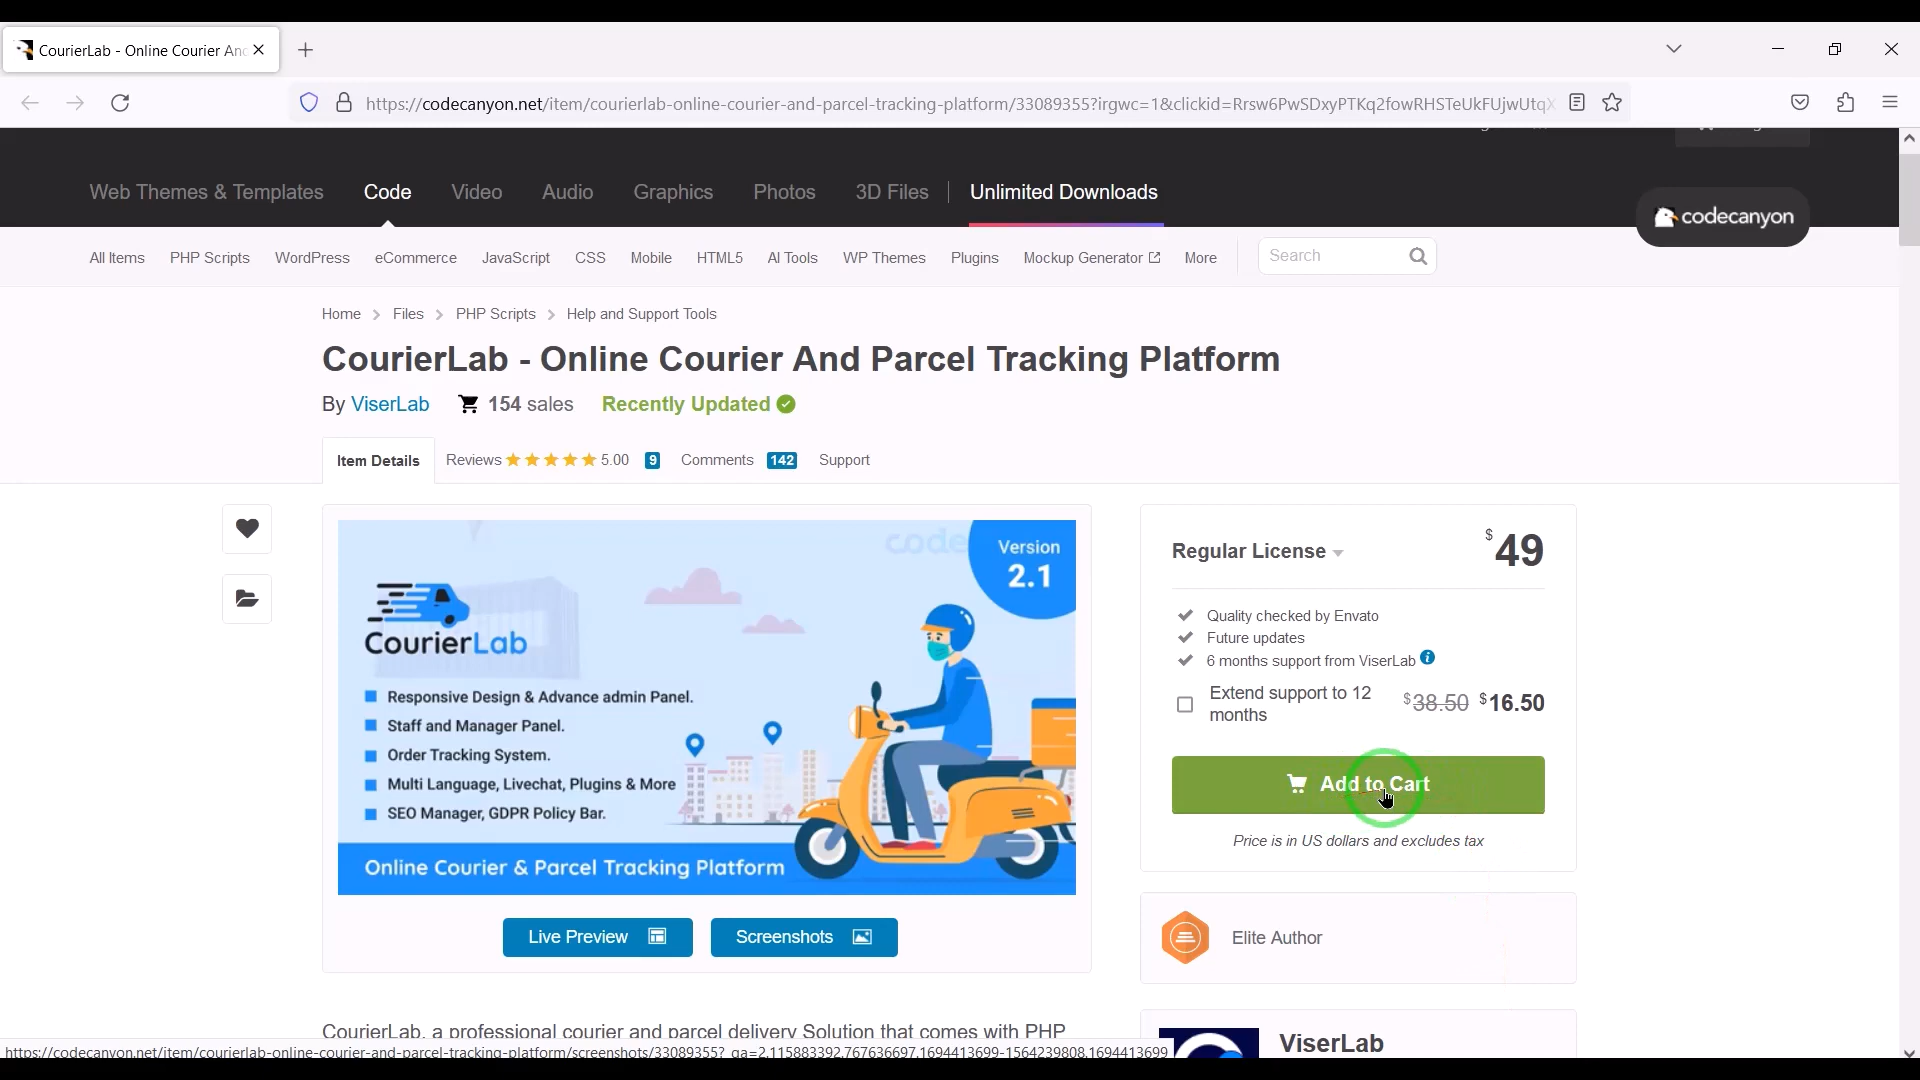 CourierLab - Online Courier And
https://codecanyon.net/item/courierlab-online-courier-and-parcel-tracking-platform/33089355?irgwc=1&clickid=Rrsw6PwSDxyPTKq2fowRHSTeUkFUjwUtqX
Web Themes & Templates Code Video Audio Graphics Photos 3D Files Unlimited Downloads
codecanyon
All Items PHP Scripts WordPress eCommerce JavaScript CSS Mobile HTML5 AI Tools WP Themes Plugins Mockup Generator More Search
Home Files PHP Scripts Help and Support Tools
CourierLab - Online Courier And Parcel Tracking Platform
By ViserLab 154 sales Recently Updated
Item Details Reviews 5.00 9 Comments 142 Support
code
Version
2.1
CourierLab
Responsive Design & Advance admin Panel.
Staff and Manager Panel.
Order Tracking System.
Multi Language, Livechat, Plugins & More
SEO Manager, GDPR Policy Bar.
Online Courier & Parcel Tracking Platform
Live Preview Screenshots
Regular License $49
Quality checked by Envato
Future updates
6 months support from ViserLab
Extend support to 12 $38.50 $16.50
months
Add to Cart
Price is in US dollars and excludes tax
Elite Author
ViserLab
CourierLab, a professional courier and parcel delivery Solution that comes with PHP
https://codecanyon.net/item/courierlab-online-courier-and-parcel-tracking-platform/screenshots/33089355?_ga=2.115883392.767636697.1694413699-1564239808.1694413699